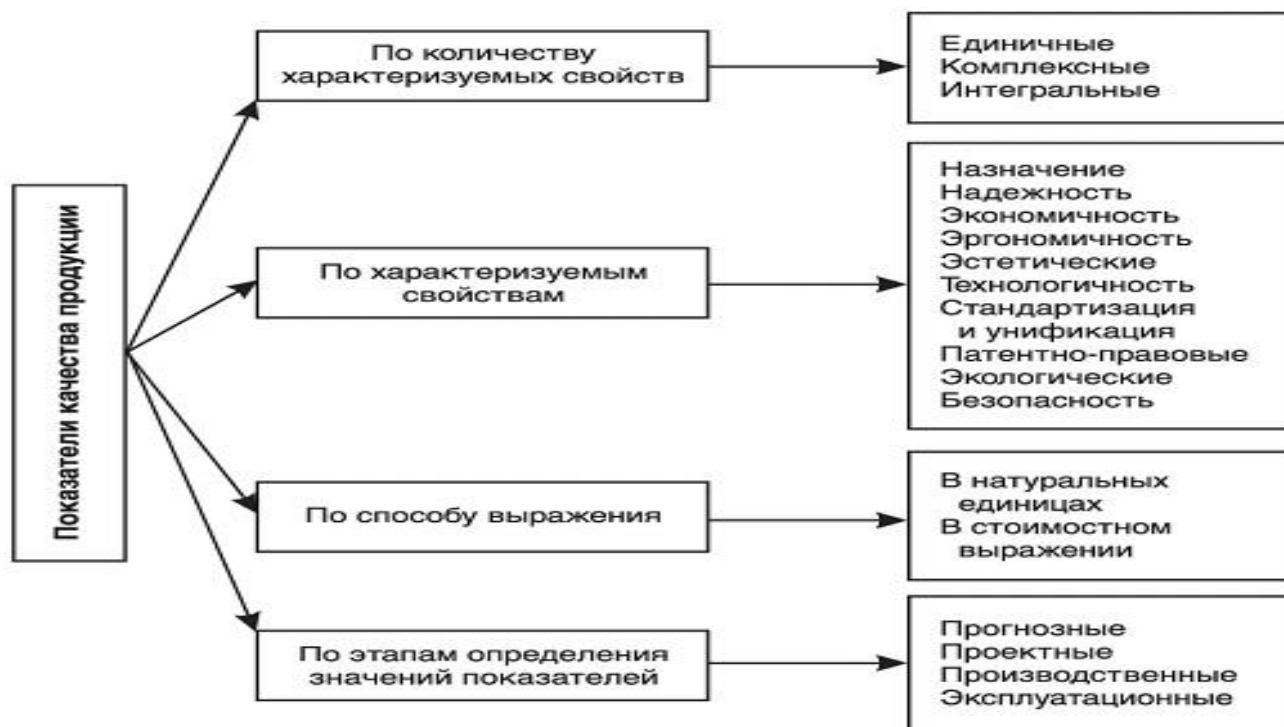 Показатели качества продукции
По количеству
характеризуемых свойств
Единичные
Комплексные
Интегральные
По характеризуемым
свойствам
Назначение
Надежность
Экономичность
Эргономичность
Эстетические
Технологичность
Стандартизация
и унификация
Патентно-правовые
Экологические
Безопасность
По способу выражения
В натуральных
единицах
В стоимостном
выражении
По этапам определения
значений показателей
Прогнозные
Проектные
Производственные
Эксплуатационные